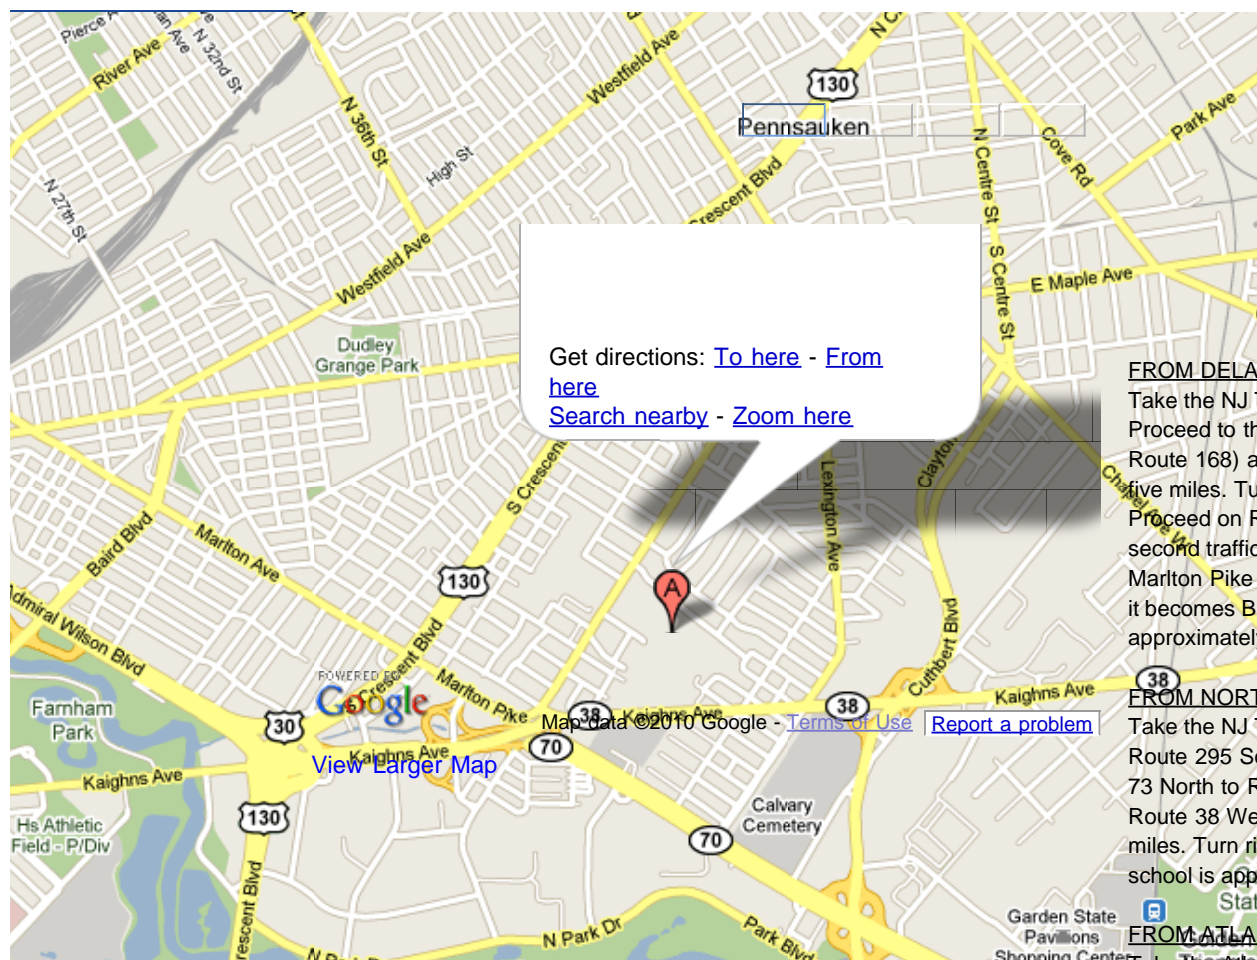 Pierce A
N 32nd St
River Ave
N 36th St
Westfield Ave
130
Pennsauken
Park Ave
N Centre St
Cove Rd
High St
N 27th St
Crescent Blvd
Westfield Ave
S Centre St
E Maple Ave
Dudley
Grange Park
Get directions: To here - From
here
Search nearby - Zoom here
FROM DELA
Take the NJ
Proceed to th
Route 168) a
five miles. Tu
Proceed on F
second traffic
Marlton Pike
it becomes B
approximately
S Crescent
Lexington Ave
Clayton
Chapel Ave W
Baird Blvd
Marlton Ave
130
A
Admiral Wilson Blvd
Crescent Blvd
Cuthbert Blvd
POWERED BY
Google
Marlton Pike
38
Kaighns Ave
38
Kaighns Ave
38
Farnham
Park
30
Map data ©2010 Google - Terms of Use Report a problem
70
Kaighns Ave
View Larger Map
Kaighns Ave
FROM NORT
Take the NJ
Route 295 So
73 North to R
Route 38 We
miles. Turn ri
school is app
130
Hs Athletic
Field - P/Div
Calvary
Cemetery
70
rescent Blvd
N Park Dr
Park Blvd
Garden State
Pavilions
Shopping Center
Stat
FROM ATLA